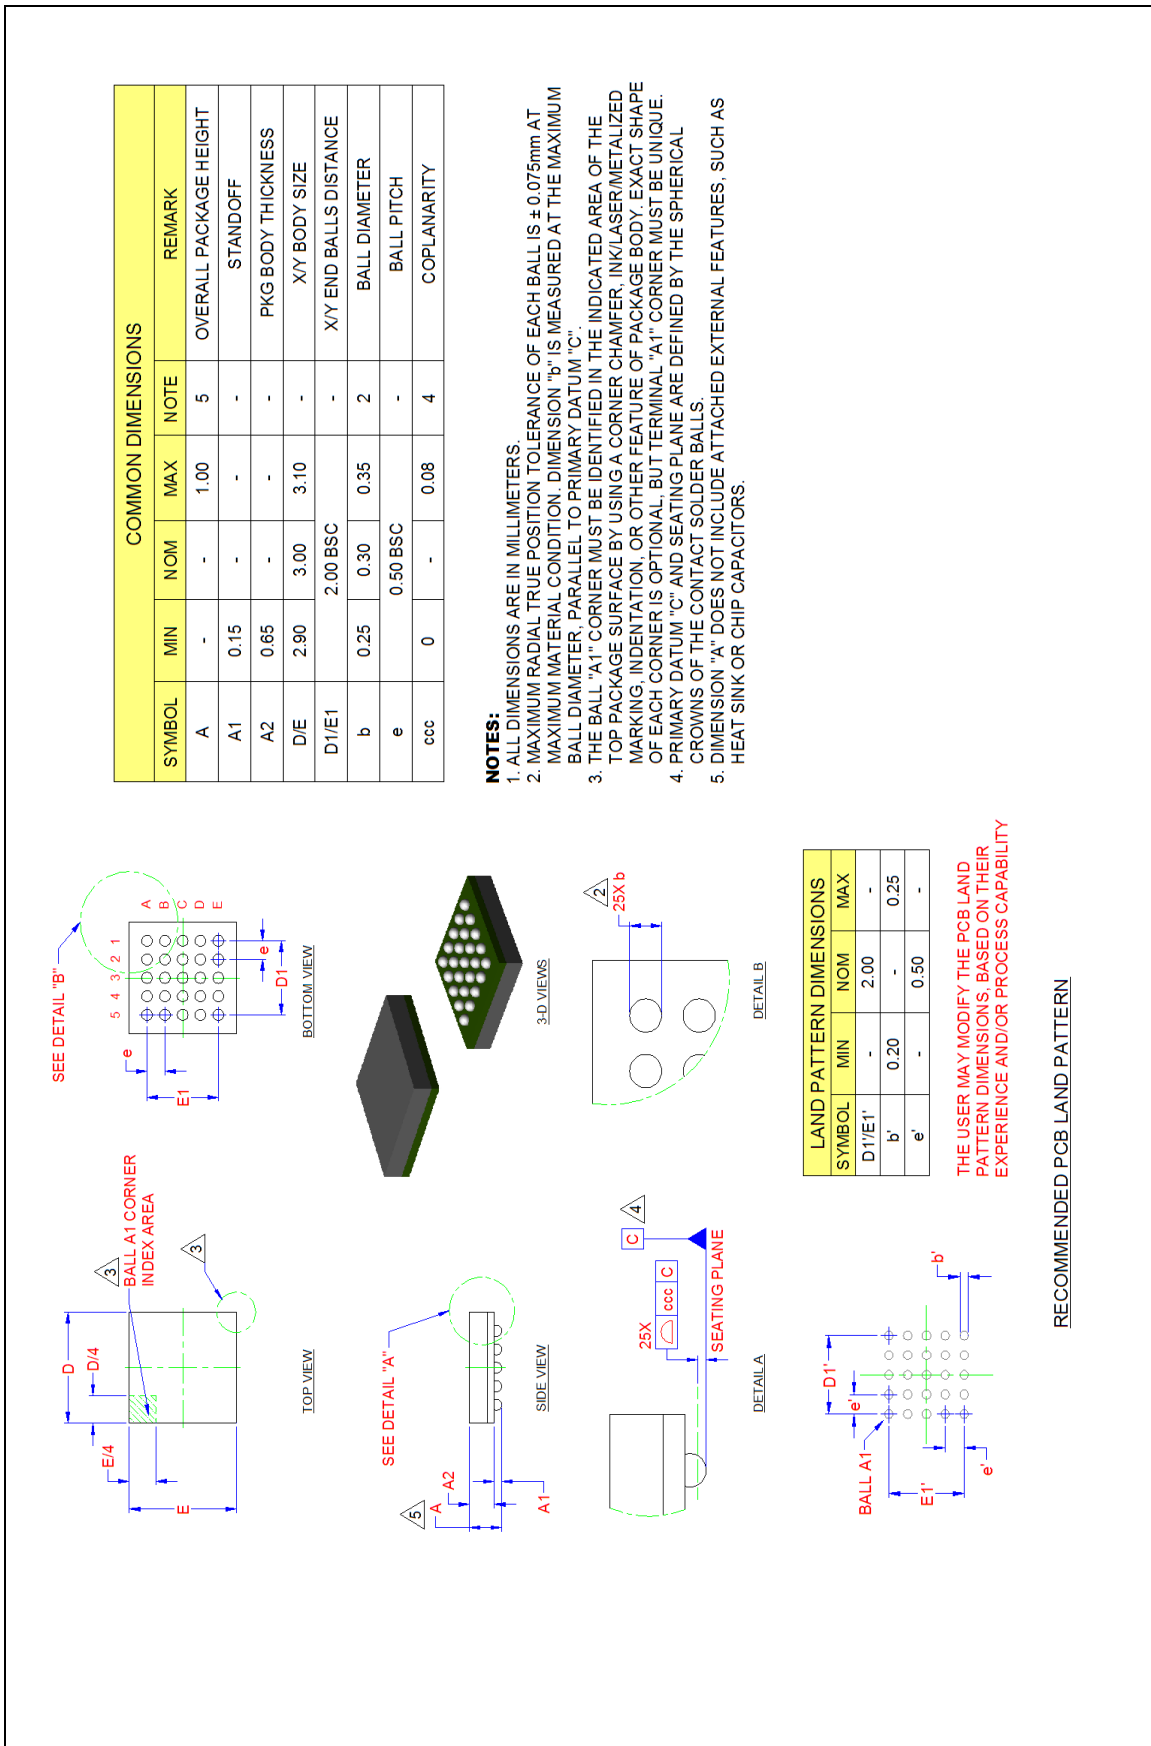 E/4
D
D/4
E
3
BALL A1 CORNER
INDEX AREA
3
TOP VIEW
SEE DETAIL "B"
e
E1
5 4 3 2 1
A
B
C
D
E
e
D1
BOTTOM VIEW
SEE DETAIL "A"
5
A
A2
A1
SIDE VIEW
3-D VIEWS
25X
ccc C
C
4
SEATING PLANE
DETAIL A
2
25X b
DETAIL B
BALL A1
D1'
e'
E1'
e'
b'
LAND PATTERN DIMENSIONS
SYMBOL MIN NOM MAX
D1'/E1' - 2.00 -
b' 0.20 - 0.25
e' - 0.50 -
THE USER MAY MODIFY THE PCB LAND
PATTERN DIMENSIONS, BASED ON THEIR
EXPERIENCE AND/OR PROCESS CAPABILITY
RECOMMENDED PCB LAND PATTERN
COMMON DIMENSIONS
SYMBOL MIN NOM MAX NOTE REMARK
A - - 1.00 5 OVERALL PACKAGE HEIGHT
A1 0.15 - - - STANDOFF
A2 0.65 - - - PKG BODY THICKNESS
D/E 2.90 3.00 3.10 - X/Y BODY SIZE
D1/E1 2.00 BSC - X/Y END BALLS DISTANCE
b 0.25 0.30 0.35 2 BALL DIAMETER
e 0.50 BSC - BALL PITCH
ccc 0 - 0.08 4 COPLANARITY
NOTES:
1. ALL DIMENSIONS ARE IN MILLIMETERS.
2. MAXIMUM RADIAL TRUE POSITION TOLERANCE OF EACH BALL IS ± 0.075mm AT
MAXIMUM MATERIAL CONDITION. DIMENSION "b" IS MEASURED AT THE MAXIMUM
BALL DIAMETER, PARALLEL TO PRIMARY DATUM "C".
3. THE BALL "A1" CORNER MUST BE IDENTIFIED IN THE INDICATED AREA OF THE
TOP PACKAGE SURFACE BY USING A CORNER CHAMFER, INK/LASER/METALIZED
MARKING, INDENTATION, OR OTHER FEATURE OF PACKAGE BODY. EXACT SHAPE
OF EACH CORNER IS OPTIONAL, BUT TERMINAL "A1" CORNER MUST BE UNIQUE.
4. PRIMARY DATUM "C" AND SEATING PLANE ARE DEFINED BY THE SPHERICAL
CROWNS OF THE CONTACT SOLDER BALLS.
5. DIMENSION "A" DOES NOT INCLUDE ATTACHED EXTERNAL FEATURES, SUCH AS
HEAT SINK OR CHIP CAPACITORS.